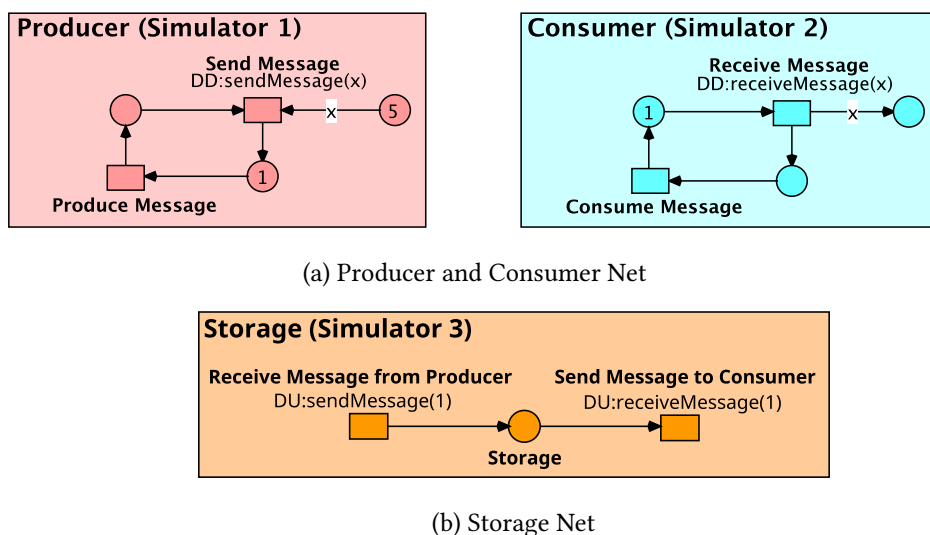 Producer (Simulator 1)
Send Message
DD:sendMessage(x)
x
5
1
Produce Message
Consumer (Simulator 2)
Receive Message
DD:receiveMessage(x)
1
x
Consume Message
(a) Producer and Consumer Net
Storage (Simulator 3)
Receive Message from Producer
DU:sendMessage(1)
Send Message to Consumer
DU:receiveMessage(1)
Storage
(b) Storage Net